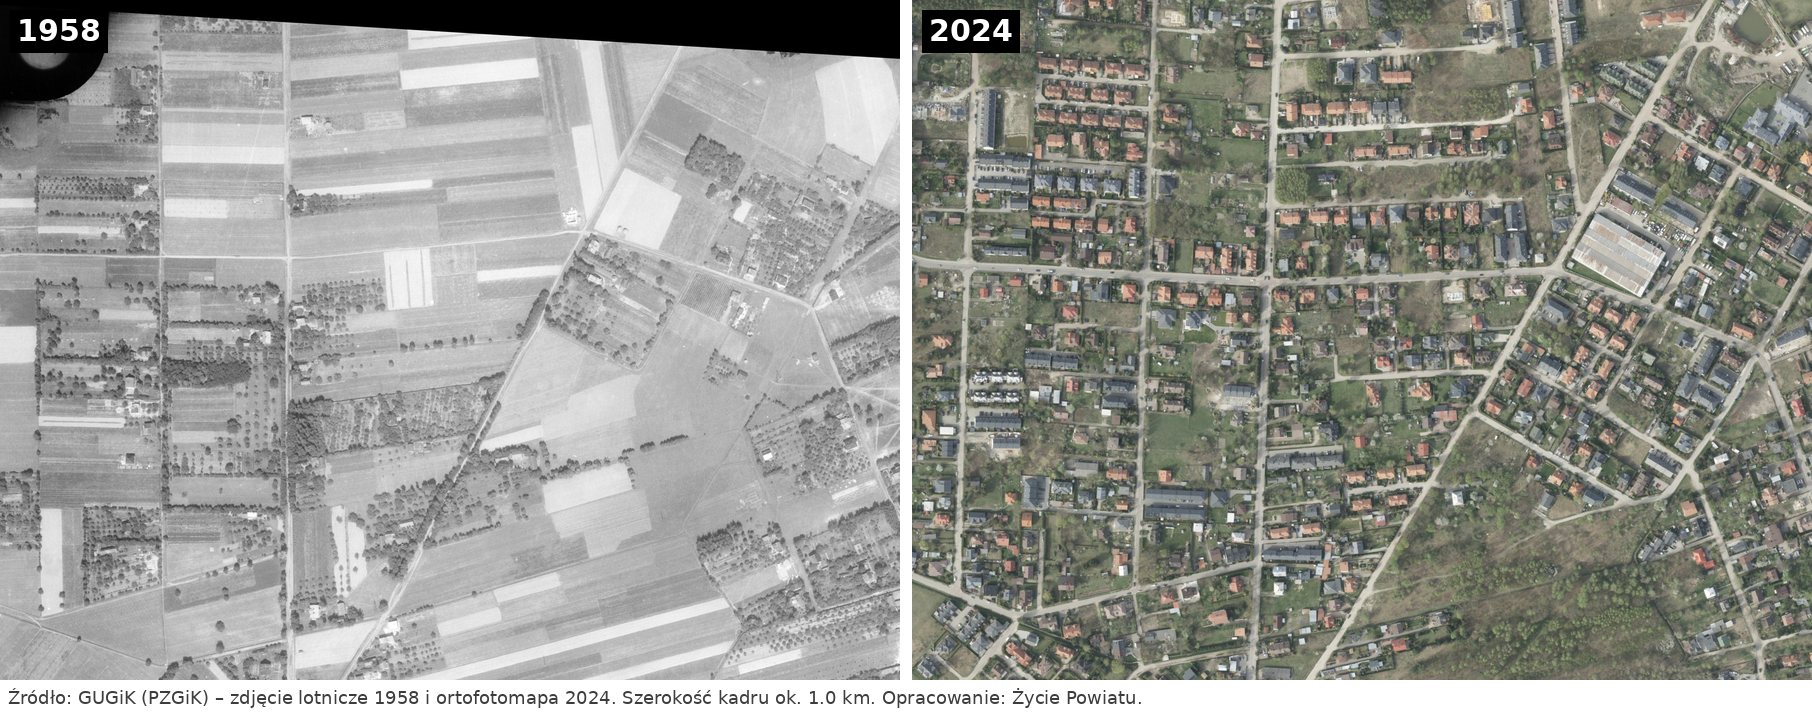 1958
2024
Źródło: GUGiK (PZGiK) – zdjęcie lotnicze 1958 i ortofotomapa 2024. Szerokość kadru ok. 1.0 km. Opracowanie: Życie Powiatu.